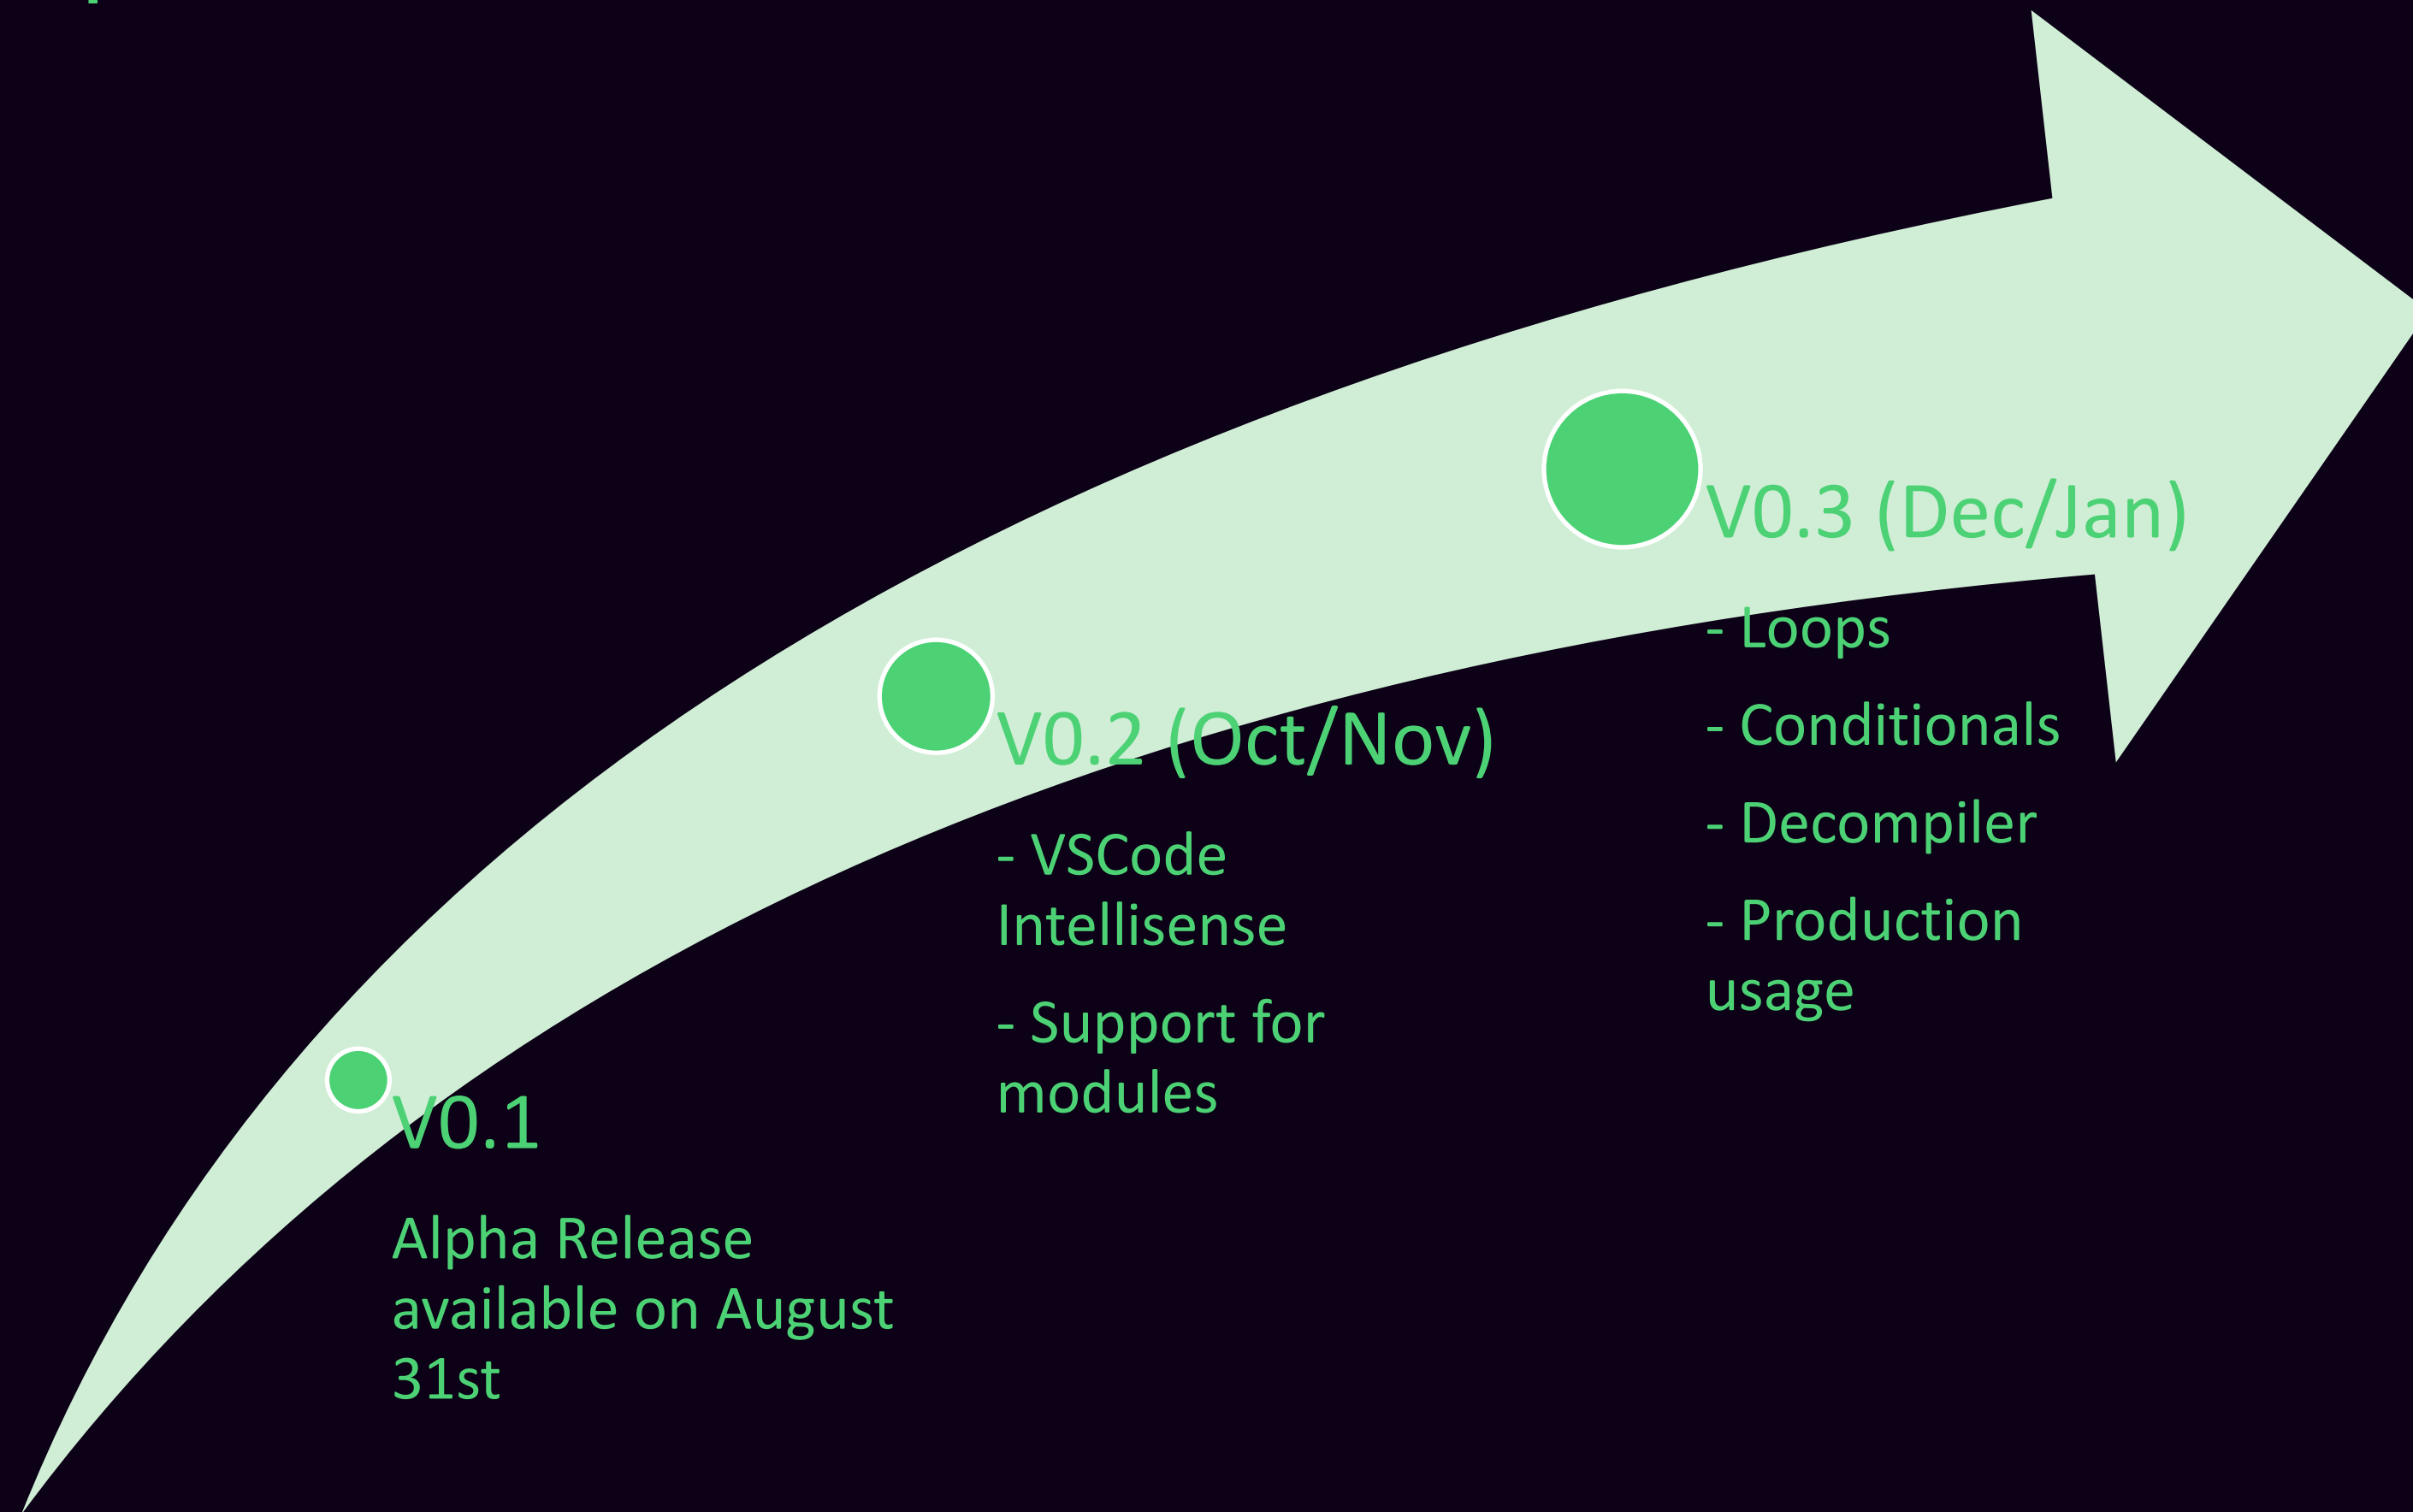 V0.1
Alpha Release
available on August
31st
V0.2 (Oct/Nov)
- VSCode
Intellisense
- Support for
modules
V0.3 (Dec/Jan)
- Loops
- Conditionals
- Decompiler
- Production
usage